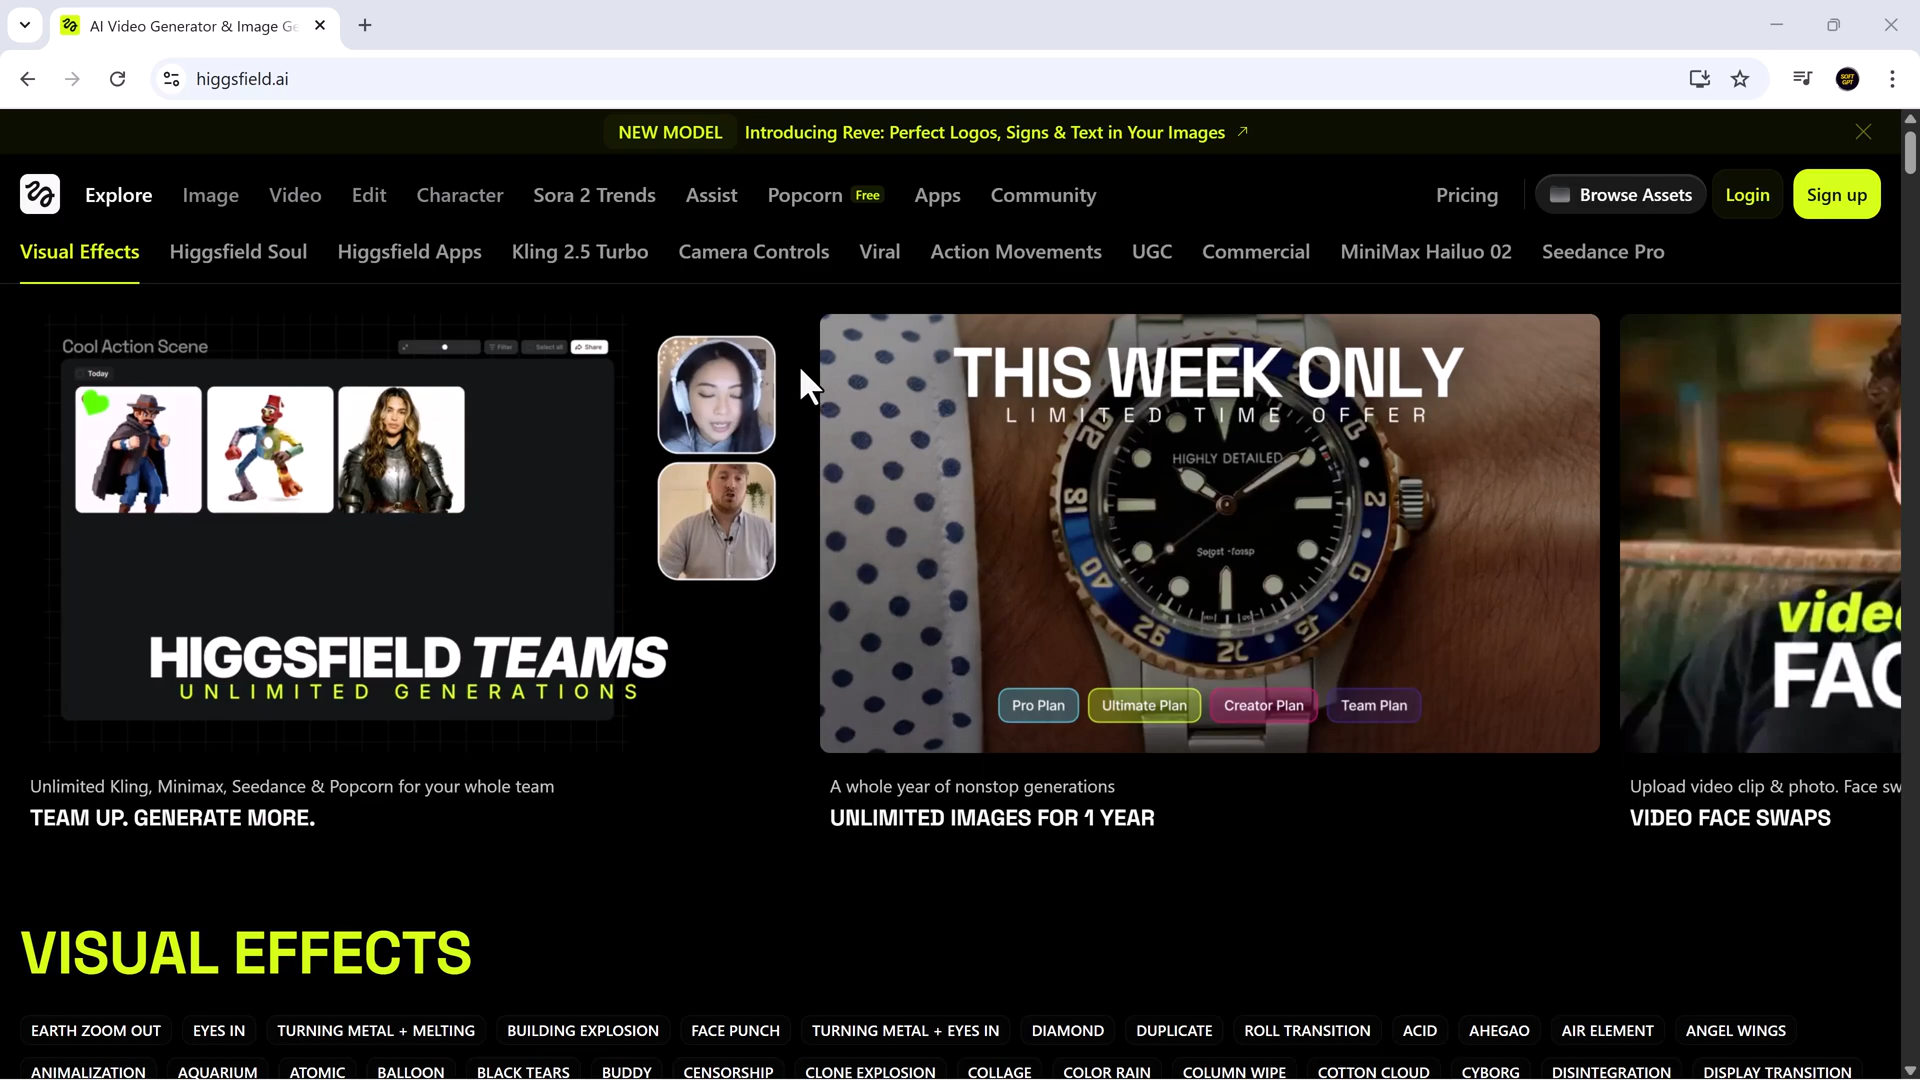 AI Video Generator & Image Ge
higgsfield.ai
NEW MODEL Introducing Reve: Perfect Logos, Signs & Text in Your Images
Explore Image Video Edit Character Sora 2 Trends Assist Popcorn Free Apps Community Pricing Browse Assets Login Sign up
Visual Effects Higgsfield Soul Higgsfield Apps Kling 2.5 Turbo Camera Controls Viral Action Movements UGC Commercial MiniMax Hailuo 02 Seedance Pro
Cool Action Scene
Filter Select all Share
Today
HIGGSFIELD TEAMS
UNLIMITED GENERATIONS
THIS WEEK ONLY
LIMITED TIME OFFER
HIGHLY DETAILED
Pro Plan Ultimate Plan Creator Plan Team Plan
vide
FAC
Unlimited Kling, Minimax, Seedance & Popcorn for your whole team
TEAM UP. GENERATE MORE.
A whole year of nonstop generations
UNLIMITED IMAGES FOR 1 YEAR
Upload video clip & photo. Face sw
VIDEO FACE SWAPS
VISUAL EFFECTS
EARTH ZOOM OUT EYES IN TURNING METAL + MELTING BUILDING EXPLOSION FACE PUNCH TURNING METAL + EYES IN DIAMOND DUPLICATE ROLL TRANSITION ACID AHEGAO AIR ELEMENT ANGEL WINGS
ANIMALIZATION AQUARIUM ATOMIC BALLOON BLACK TEARS BUDDY CENSORSHIP CLONE EXPLOSION COLLAGE COLOR RAIN COLUMN WIPE COTTON CLOUD CYBORG DISINTEGRATION DISPLAY TRANSITION